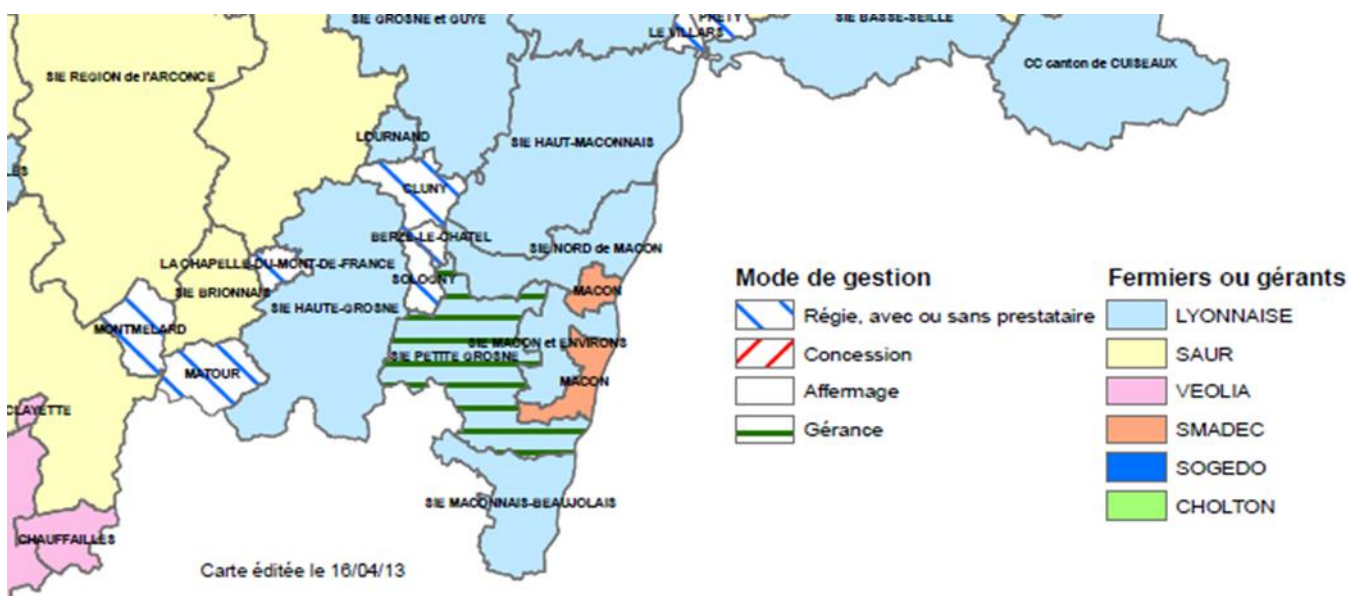 SIE GROSNE et GUYE
PRETY
SIE BASSE-SEILLE
LE VILLARS
CC canton de CUISEAUX
SIE REGION de l'ARCONCE
LOURNAND
SIE HAUT-MACONNAIS
LES
CLUNY
BERZE-LE-CHATEL
SIE NORD de MACON
LA CHAPELLE-DU-MONT-DE-FRANCE
SOLOGNY
SIE BRIONNAIS
MACON
SIE HAUTE-GROSNE
MONTMELARD
SIE MACON et ENVIRONS
SIE PETITE GROSNE
MATOUR
MACON
CLAYETTE
SIE MACONNAIS-BEAUJOLAIS
CHAUFFAILLES
Carte éditée le 16/04/13
Mode de gestion
Régie, avec ou sans prestataire
Concession
Affermage
Gérance
Fermiers ou gérants
LYONNAISE
SAUR
VEOLIA
SMADEC
SOGEDO
CHOLTON